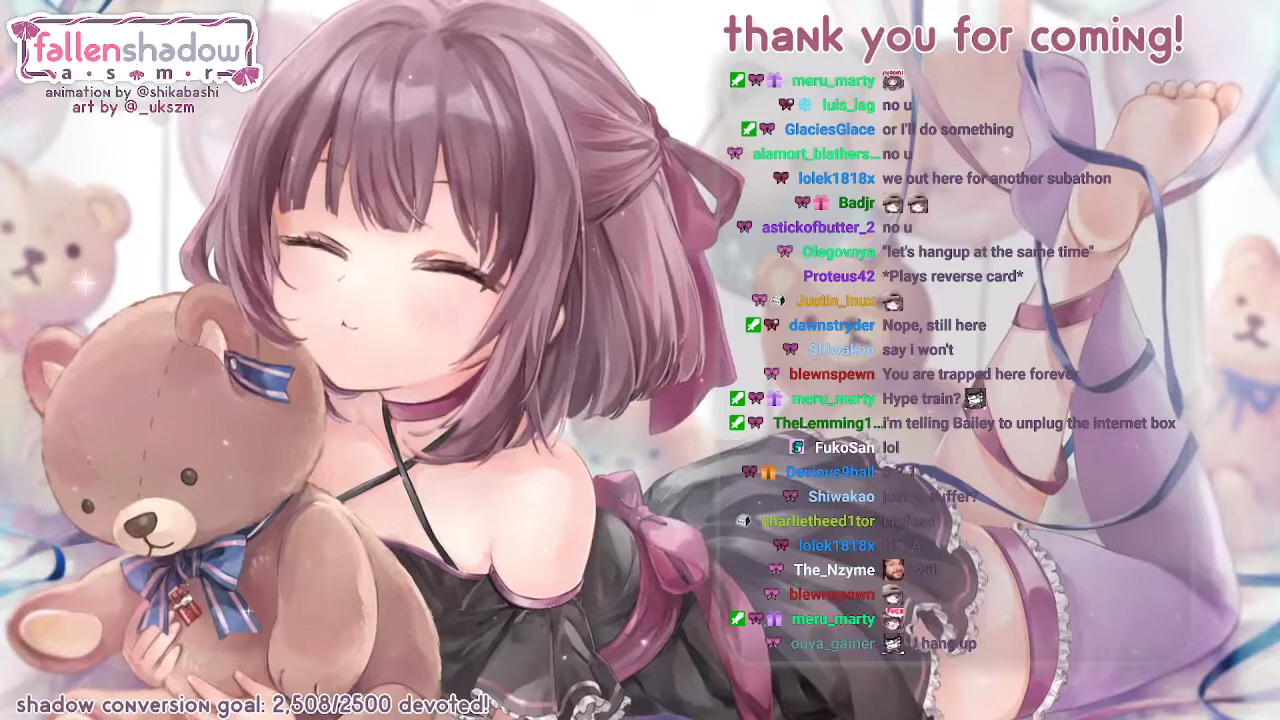 fallenshadow
a.s.m.r
animation by @shikabashi
art by @_ukszm
thank you for coming!
meru_marty
luis_lag no u
GlaciesGlace or I'll do something
alamort_blathers... no u
lolek1818x we out here for another subathon
Badjr
astickofbutter_2 no u
Olegovnya "let's hangup at the same time"
Proteus42 *Plays reverse card*
Justin_Inux
dawnstryder Nope, still here
Shiwakao say i won't
blewnspewn You are trapped here forever
meru_marty Hype train?
TheLemming1... i'm telling Bailey to unplug the internet box
FukoSan lol
Devious9ball
Shiwakao just to suffer?
charlietheed1tor I refuse
lolek1818x
The_Nzyme will
blewnspewn
meru_marty
ouya_gamer U hang up
shadow conversion goal: 2,508/2500 devoted!